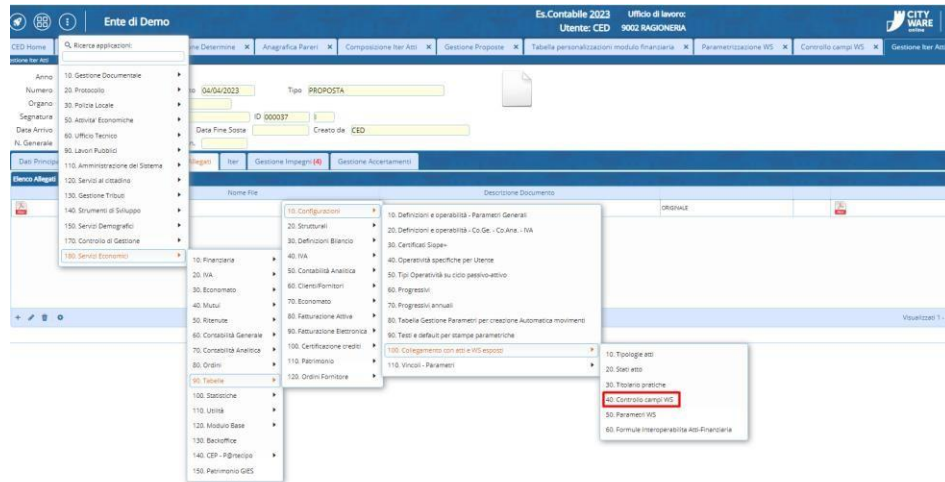 Ente di Demo
Es.Contabile 2023
Ufficio di lavoro:
Utente: CED
9002 RAGIONERIA
CITY
WARE
online
CED Home
Ricerca applicazioni:
ne Determine
Anagrafica Pareri
Composizione Iter Atti
Gestione Proposte
Tabella personalizzazioni modulo finanziaria
Parametrizzazione WS
Controllo campi WS
Gestione Iter Atti
estione Iter Atti
Anno
Numero
04/04/2023
Tipo
PROPOSTA
Organo
Segnatura
ID
000037
Data Arrivo
Data Fine Sosta
Creato da
CED
N. Generale
10. Gestione Documentale
20. Protocollo
30. Polizia Locale
50. Attivita' Economiche
60. Ufficio Tecnico
90. Lavori Pubblici
110. Amministrazione del Sistema
120. Servizi al cittadino
130. Gestione Tributi
140. Strumenti di Sviluppo
150. Servizi Demografici
170. Controllo di Gestione
180. Servizi Economici
Dati Principa
Allegati
Iter
Gestione Impegni (4)
Gestione Accertamenti
Elenco Allegati
Nome File
Descrizione Documento
ORIGINALE
10. Finanziaria
20. IVA
30. Economato
40. Mutui
50. Ritenute
60. Contabilità Generale
70. Contabilità Analitica
80. Ordini
90. Tabelle
100. Statistiche
110. Utilità
120. Modulo Base
130. Backoffice
140. CEP - P@rtecipo
150. Patrimonio GIES
10. Configurazioni
20. Strutturali
30. Definizioni Bilancio
40. IVA
50. Contabilità Analitica
60. Clienti/Fornitori
70. Economato
80. Fatturazione Attiva
90. Fatturazione Elettronica
100. Certificazione crediti
110. Patrimonio
120. Ordini Fornitore
10. Definizioni e operabilità - Parametri Generali
20. Definizioni e operabilità - Co.Ge. - Co.Ana. - IVA
30. Certificati Siope+
40. Operatività specifiche per Utente
50. Tipi Operatività su ciclo passivo-attivo
60. Progressivi
70. Progressivi annuali
80. Tabella Gestione Parametri per creazione Automatica movimenti
90. Testi e default per stampe parametriche
100. Collegamento con atti e WS esposti
110. Vincoli - Parametri
10. Tipologie atti
20. Stati atto
30. Titolario pratiche
40. Controllo campi WS
50. Parametri WS
60. Formule Interoperabilita Atti-Finanziaria
Visualizzati 1 -